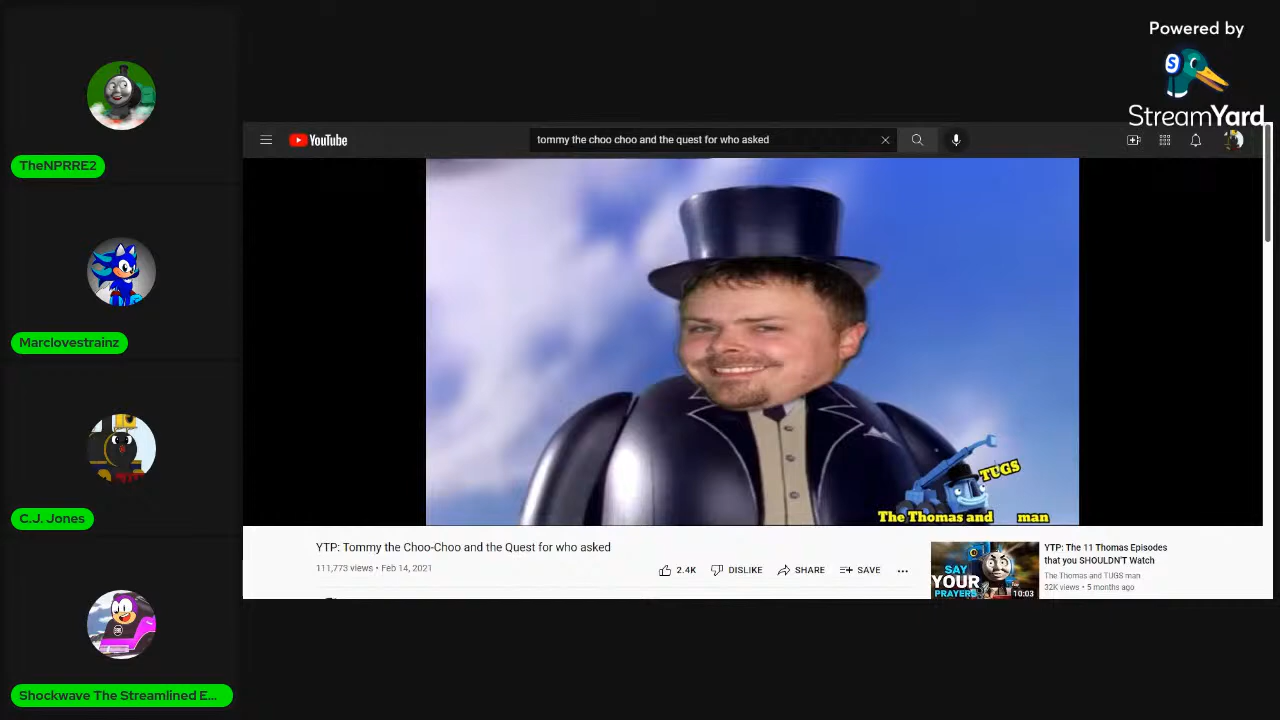 Powered by
StreamYard
TheNPRRE2
Marclovestrainz
C.J. Jones
Shockwave The Streamlined E...
YouTube
tommy the choo choo and the quest for who asked
TUGS
The Thomas and man
YTP: Tommy the Choo-Choo and the Quest for who asked
111,773 views • Feb 14, 2021
2.4K
DISLIKE
SHARE
SAVE
SAY
YOUR
PRAYERS
10:03
YTP: The 11 Thomas Episodes
that you SHOULDN'T Watch
The Thomas and TUGS man
32K views • 5 months ago